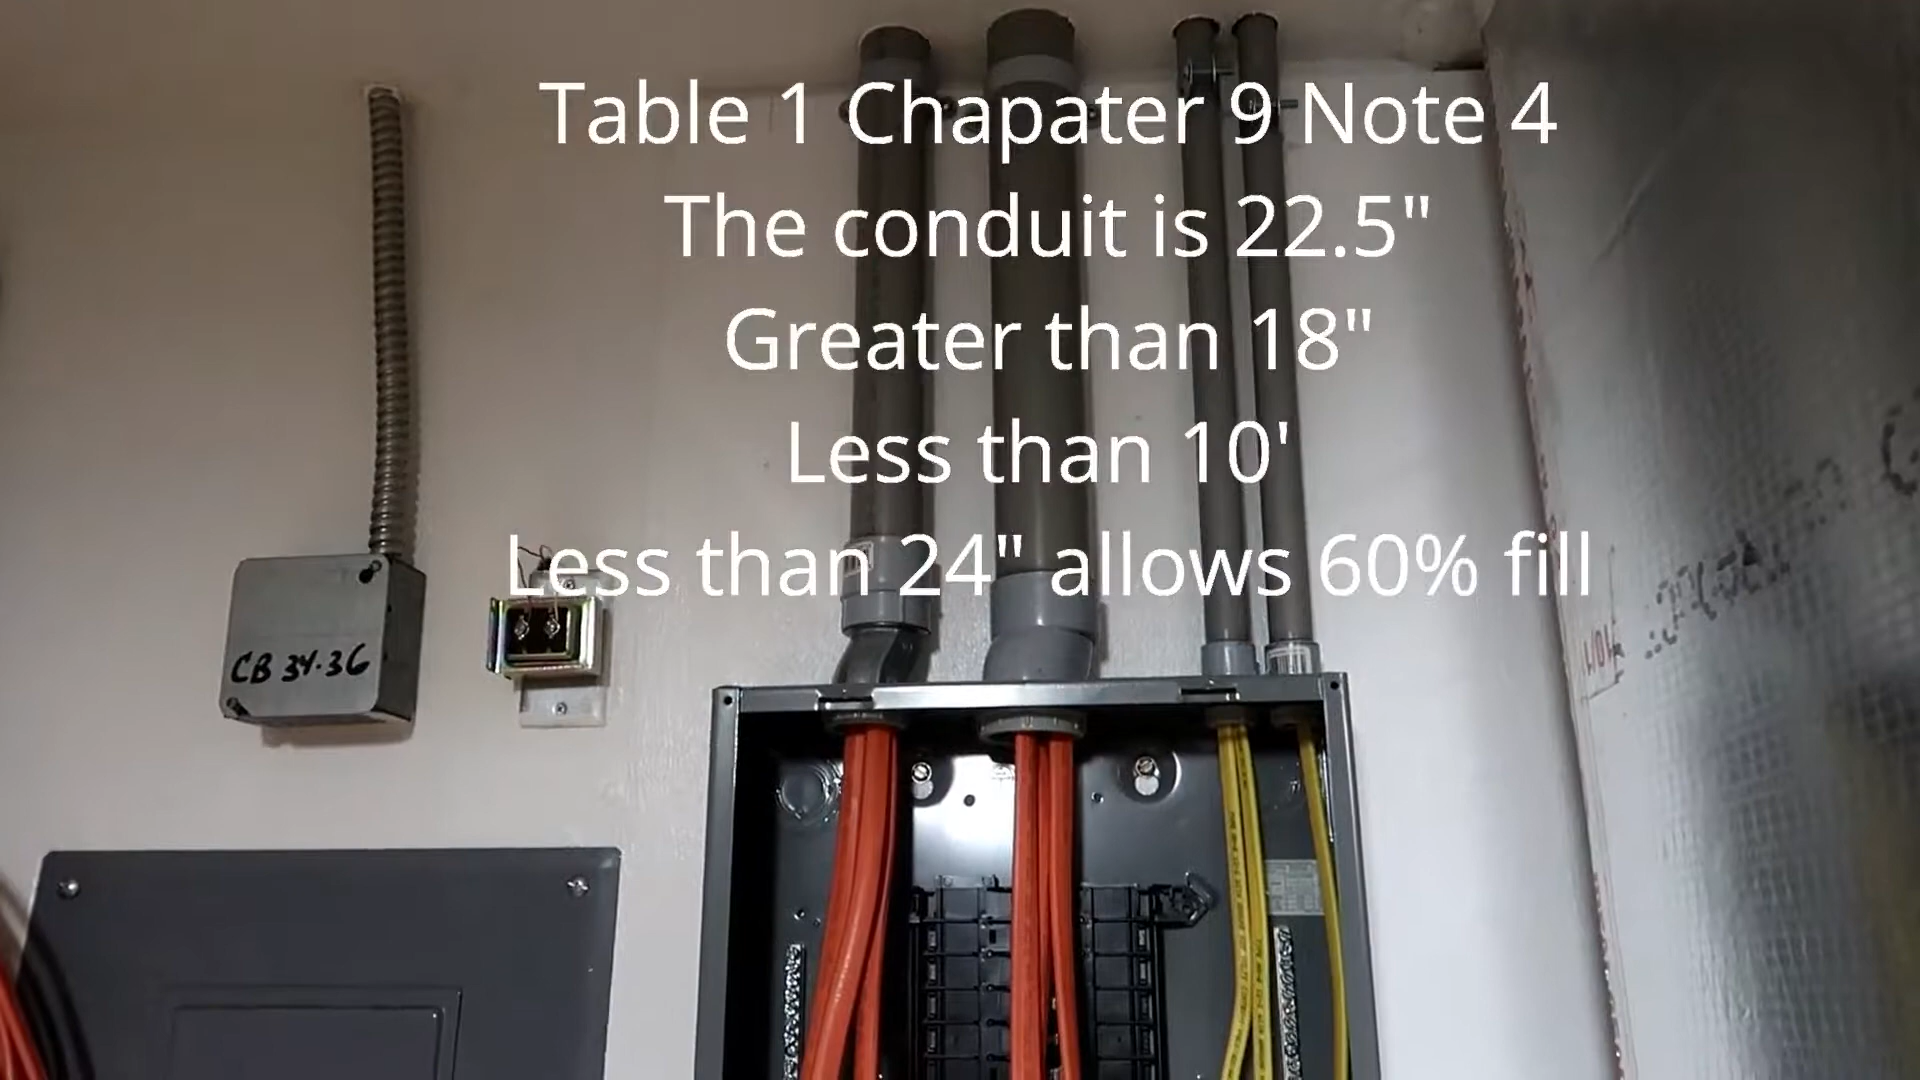 Table 1 Chapater 9 Note 4
The conduit is 22.5"
Greater than 18"
Less than 10'
Less than 24" allows 60% fill
CB 34-36